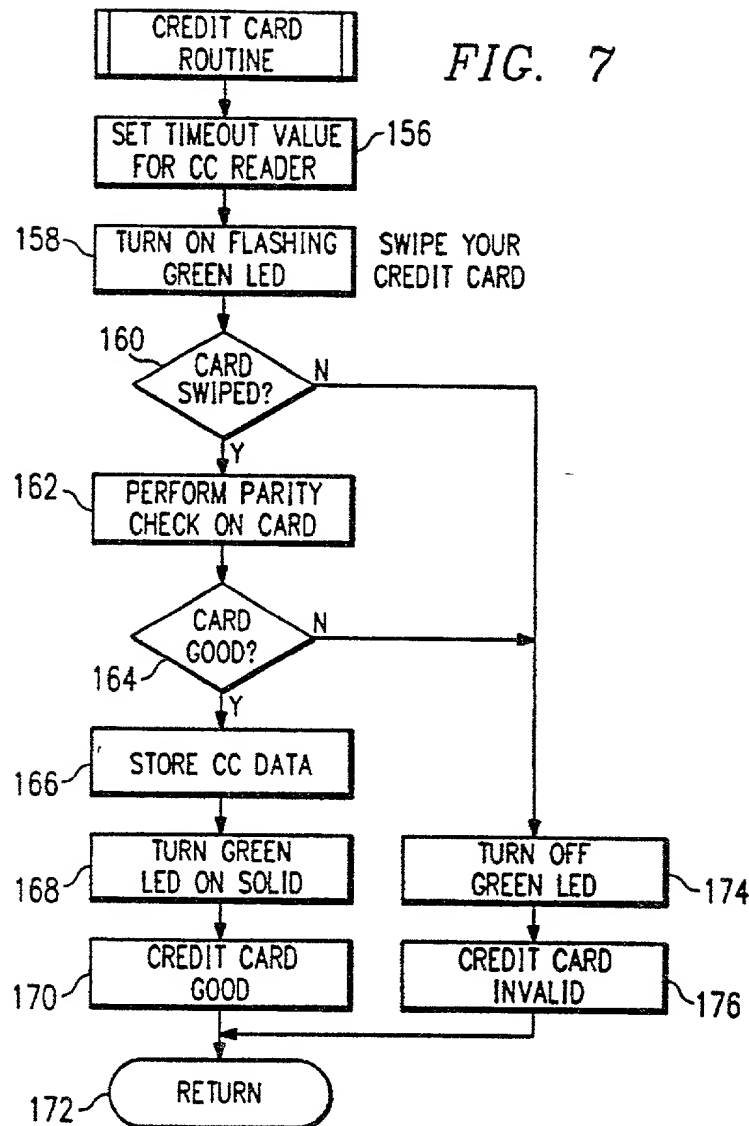 CREDIT CARD
ROUTINE
FIG. 7
SET TIMEOUT VALUE
FOR CC READER
156
158
TURN ON FLASHING
GREEN LED
SWIPE YOUR
CREDIT CARD
160
CARD
SWIPED?
N
Y
162
PERFORM PARITY
CHECK ON CARD
CARD
GOOD?
N
164
Y
166
STORE CC DATA
168
TURN GREEN
LED ON SOLID
TURN OFF
GREEN LED
174
170
CREDIT CARD
GOOD
CREDIT CARD
INVALID
176
172
RETURN